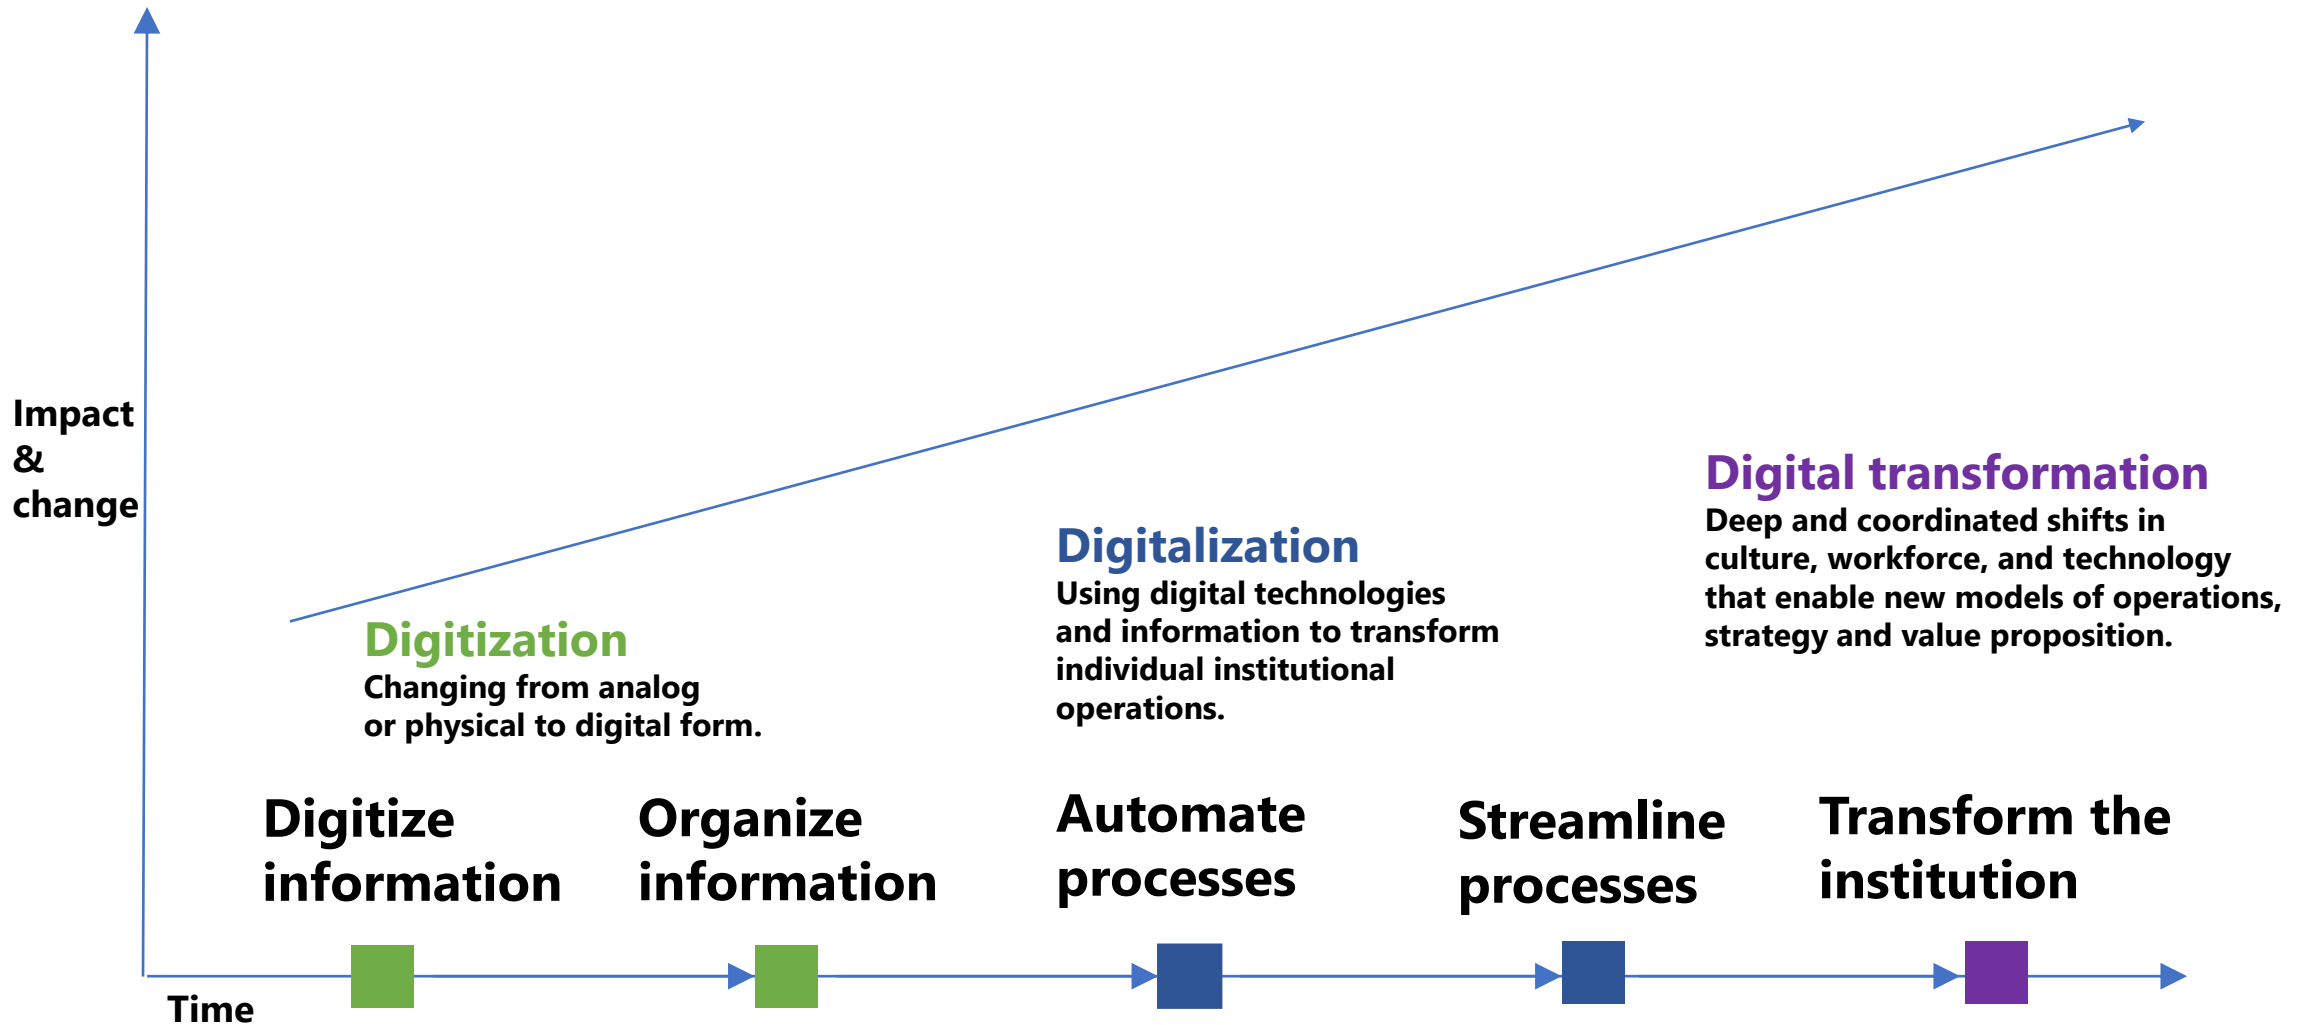 Impact
&
change
Digitization
Changing from analog
or physical to digital form.
Digitalization
Using digital technologies
and information to transform
individual institutional
operations.
Digital transformation
Deep and coordinated shifts in
culture, workforce, and technology
that enable new models of operations,
strategy and value proposition.
Digitize
information
Organize
information
Automate
processes
Streamline
processes
Transform the
institution
Time